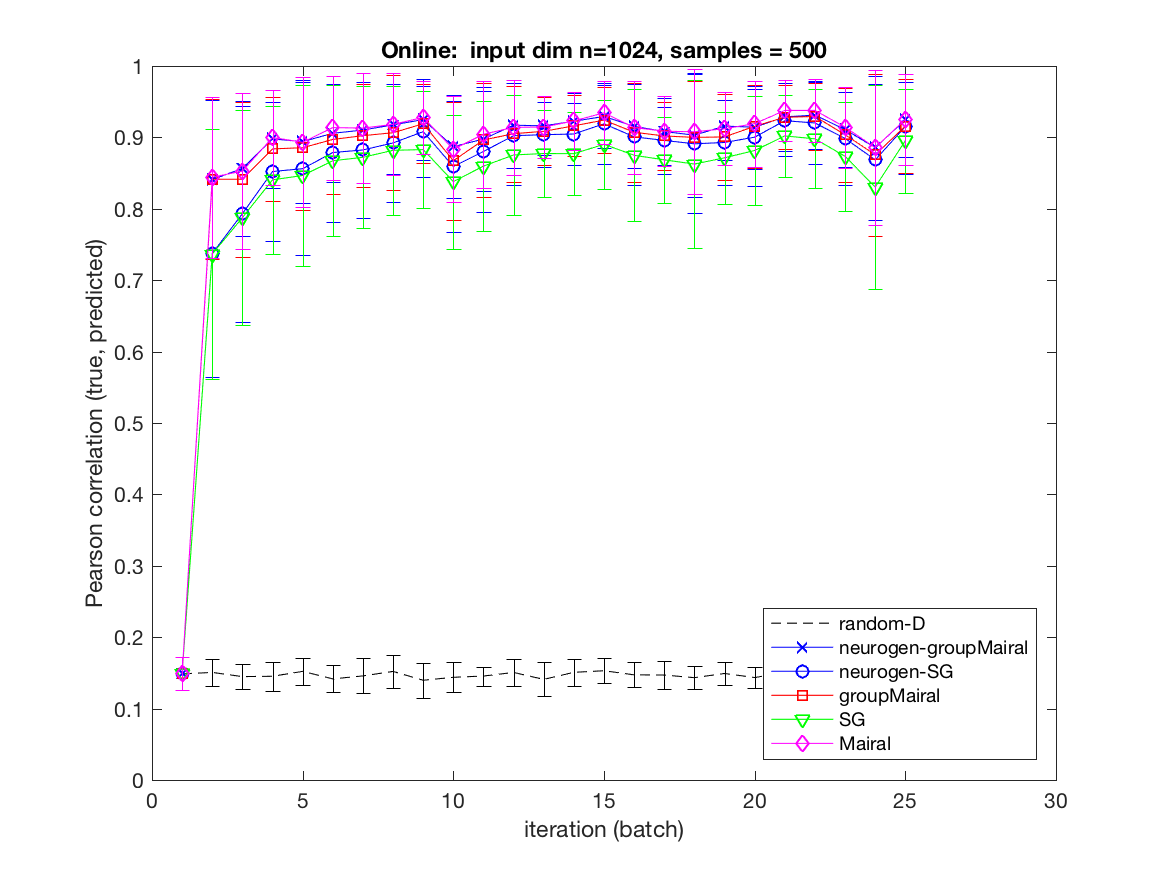 Online:  input dim n=1024, samples = 500
Pearson correlation (true, predicted)
1
0.9
0.8
0.7
0.6
0.5
0.4
0.3
0.2
0.1
0
0 5 10 15 20 25 30
iteration (batch)
random-D
neurogen-groupMairal
neurogen-SG
groupMairal
SG
Mairal